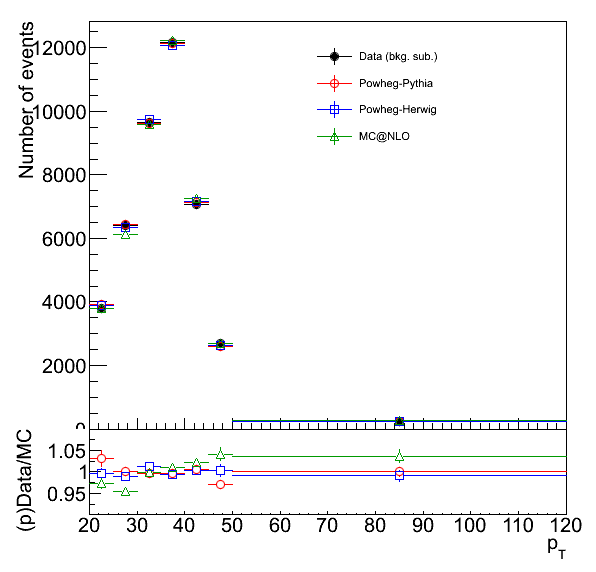 Number of events
12000
10000
8000
6000
4000
2000
0
Data (bkg. sub.)
Powheg-Pythia
Powheg-Herwig
MC@NLO
(p)Data/MC
1.05
1
0.95
20 30 40 50 60 70 80 90 100 110 120
pT